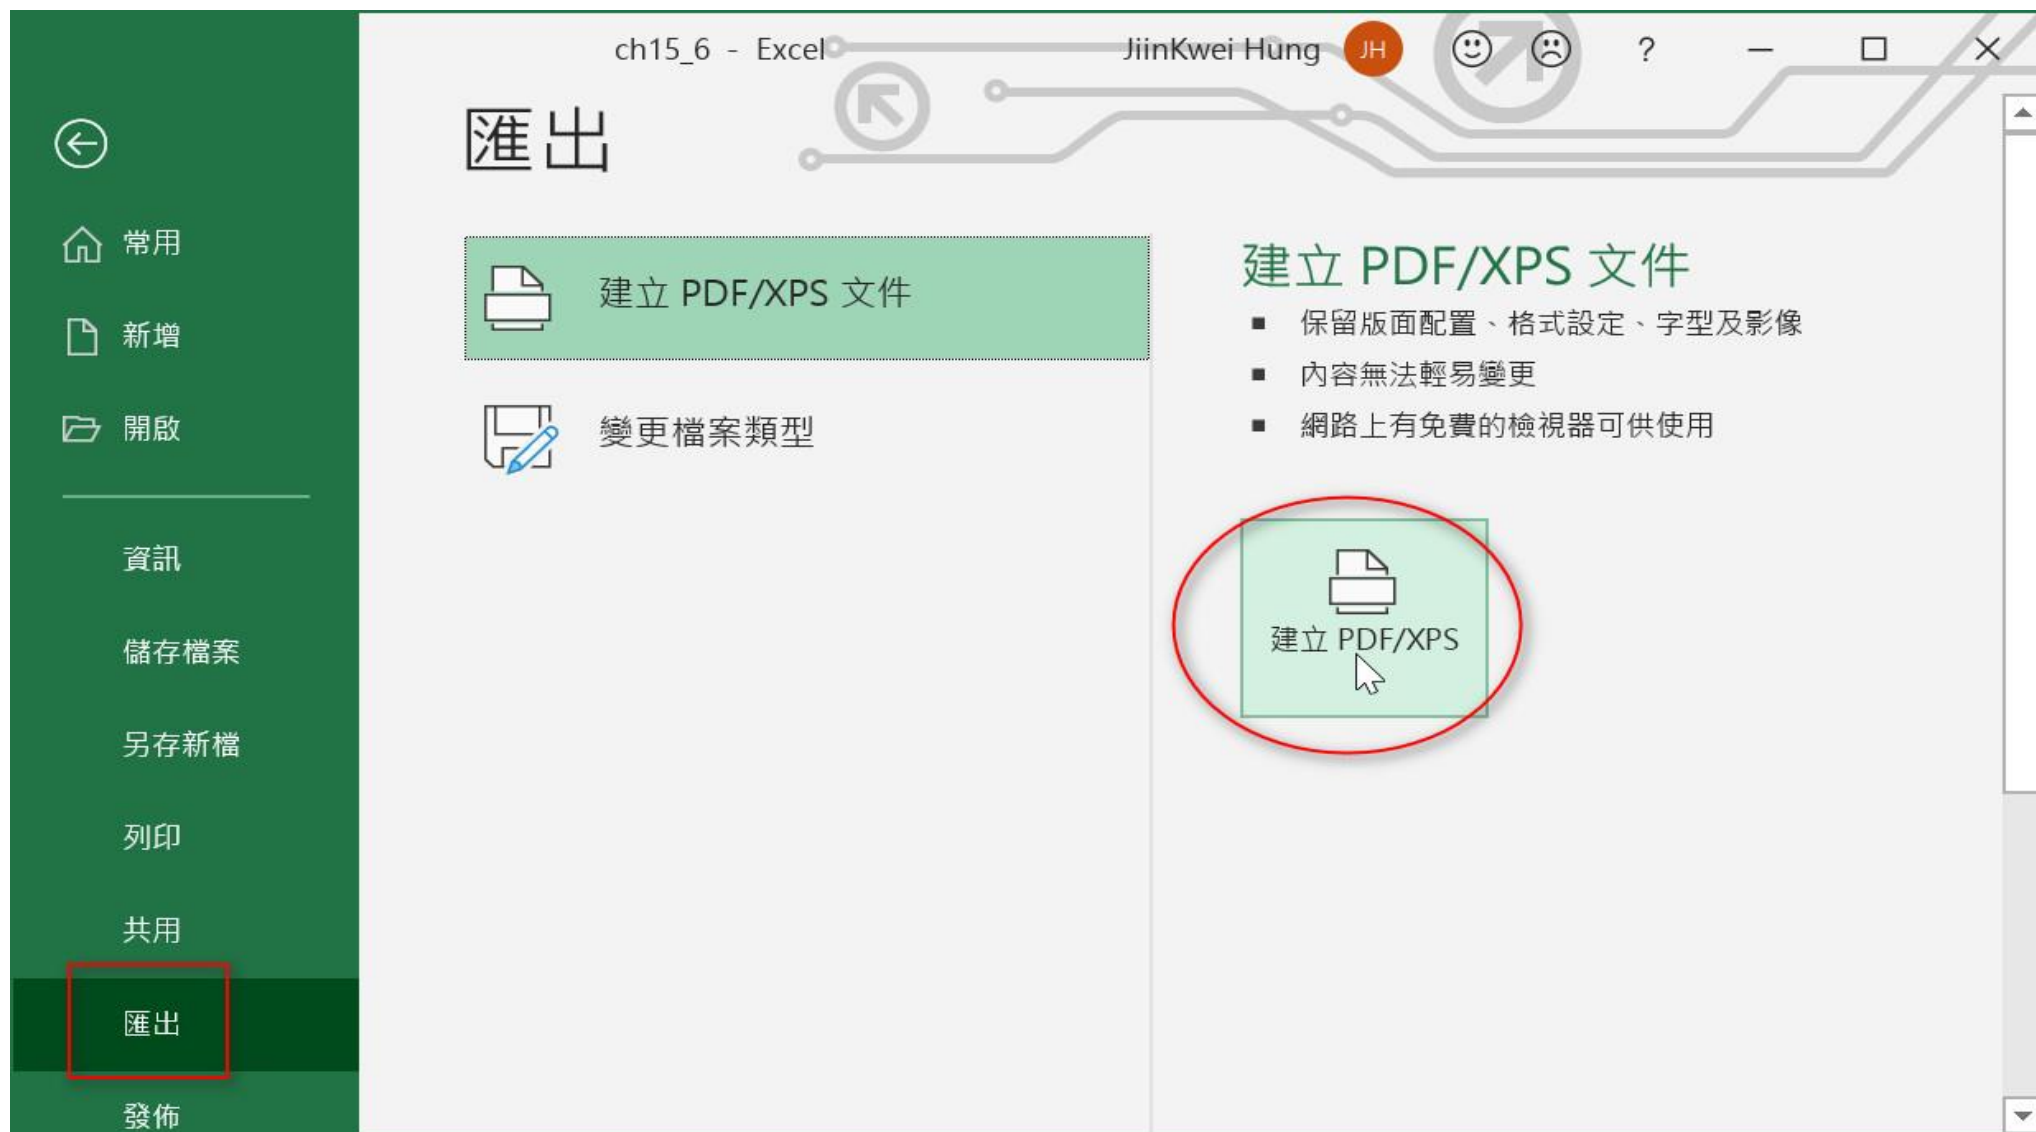 ch15_6 - Excel
JiinKwei Hung
JH
?
匯出
常用
新增
開啟
資訊
儲存檔案
另存新檔
列印
共用
匯出
發佈
建立 PDF/XPS 文件
變更檔案類型
建立 PDF/XPS 文件
■ 保留版面配置、格式設定、字型及影像
■ 內容無法輕易變更
■ 網路上有免費的檢視器可供使用
建立 PDF/XPS